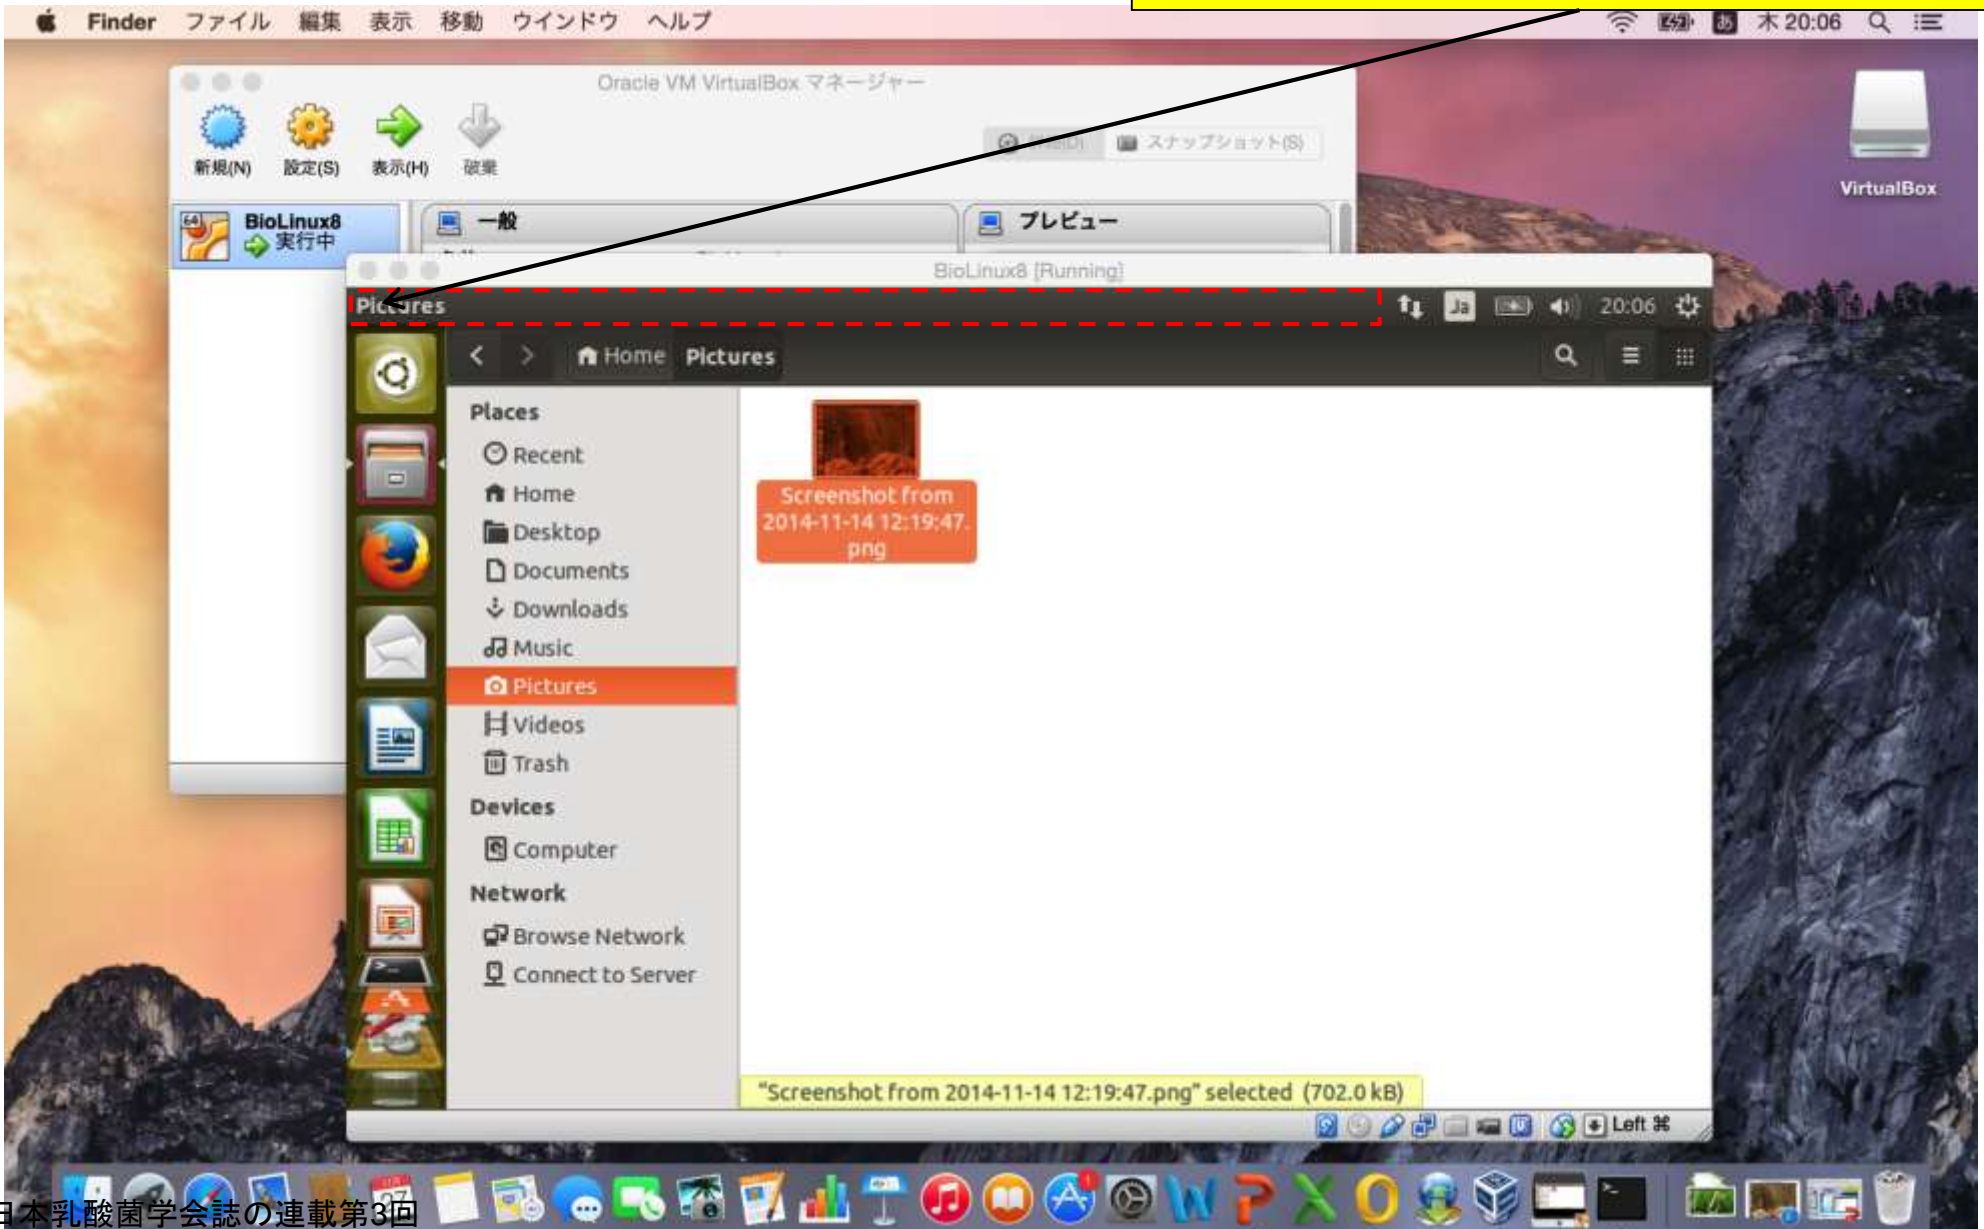 Finder ファイル 編集 表示 移動 ウインドウ ヘルプ
木 20:06
Oracle VM VirtualBox マネージャー
新規(N) 設定(S) 表示(H) 破棄
スナップショット(S)
VirtualBox
64
BioLinux8
実行中
一般
プレビュー
BioLinux8 [Running]
Pictures
Ja
20:06
Home Pictures
Places
Recent
Home
Desktop
Documents
Downloads
Music
Pictures
Videos
Trash
Devices
Computer
Network
Browse Network
Connect to Server
Screenshot from
2014-11-14 12:19:47.
png
"Screenshot from 2014-11-14 12:19:47.png" selected (702.0 kB)
Left ⌘
日本乳酸菌学会誌の連載第3回